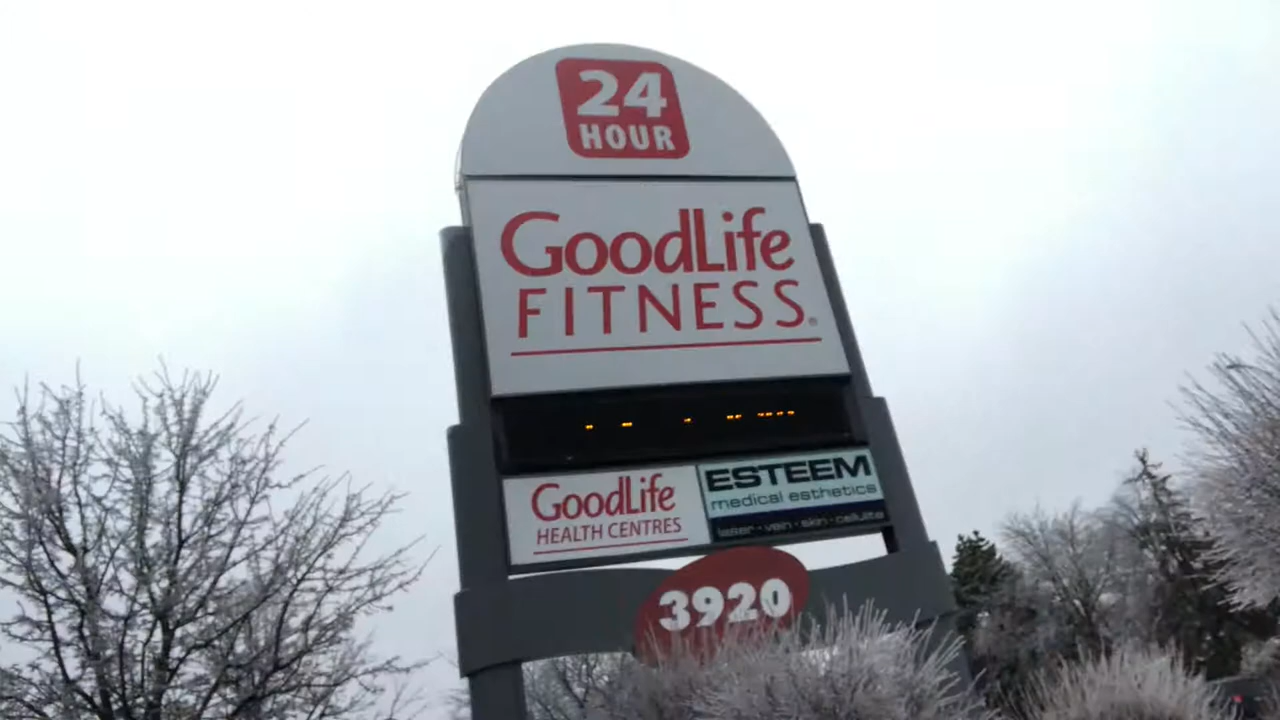 24
HOUR
GoodLife
FITNESS®
GoodLife
HEALTH CENTRES
ESTEEM
medical esthetics
laser · vein · skin · cellulite
3920